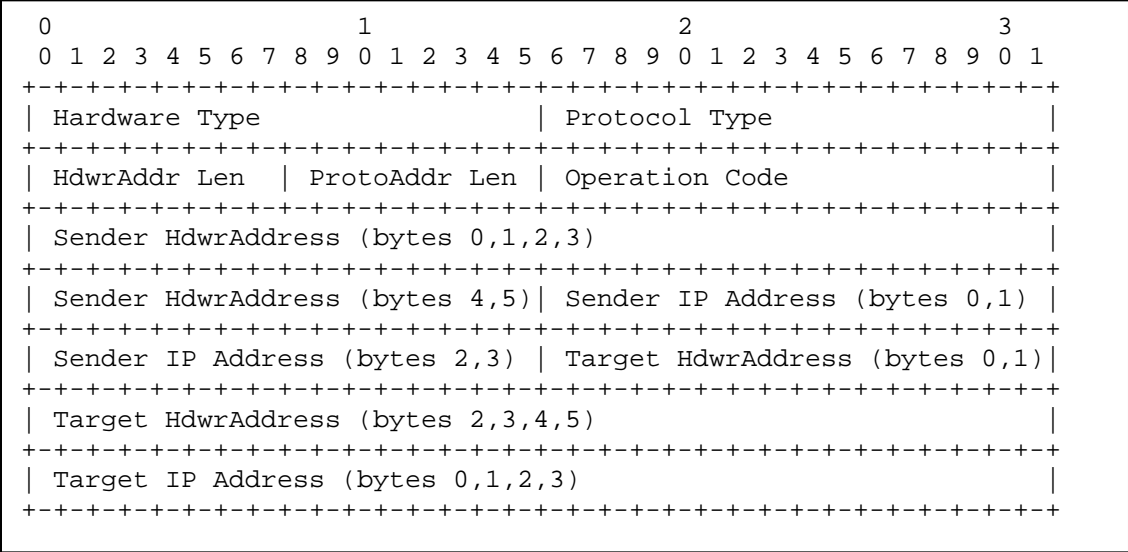 0                   1                   2                   3
 0 1 2 3 4 5 6 7 8 9 0 1 2 3 4 5 6 7 8 9 0 1 2 3 4 5 6 7 8 9 0 1
+-+-+-+-+-+-+-+-+-+-+-+-+-+-+-+-+-+-+-+-+-+-+-+-+-+-+-+-+-+-+-+-+
| Hardware Type                 | Protocol Type                 |
+-+-+-+-+-+-+-+-+-+-+-+-+-+-+-+-+-+-+-+-+-+-+-+-+-+-+-+-+-+-+-+-+
| HdwrAddr Len  | ProtoAddr Len | Operation Code                |
+-+-+-+-+-+-+-+-+-+-+-+-+-+-+-+-+-+-+-+-+-+-+-+-+-+-+-+-+-+-+-+-+
| Sender HdwrAddress (bytes 0,1,2,3)                            |
+-+-+-+-+-+-+-+-+-+-+-+-+-+-+-+-+-+-+-+-+-+-+-+-+-+-+-+-+-+-+-+-+
| Sender HdwrAddress (bytes 4,5)| Sender IP Address (bytes 0,1) |
+-+-+-+-+-+-+-+-+-+-+-+-+-+-+-+-+-+-+-+-+-+-+-+-+-+-+-+-+-+-+-+-+
| Sender IP Address (bytes 2,3) | Target HdwrAddress (bytes 0,1)|
+-+-+-+-+-+-+-+-+-+-+-+-+-+-+-+-+-+-+-+-+-+-+-+-+-+-+-+-+-+-+-+-+
| Target HdwrAddress (bytes 2,3,4,5)                            |
+-+-+-+-+-+-+-+-+-+-+-+-+-+-+-+-+-+-+-+-+-+-+-+-+-+-+-+-+-+-+-+-+
| Target IP Address (bytes 0,1,2,3)                             |
+-+-+-+-+-+-+-+-+-+-+-+-+-+-+-+-+-+-+-+-+-+-+-+-+-+-+-+-+-+-+-+-+